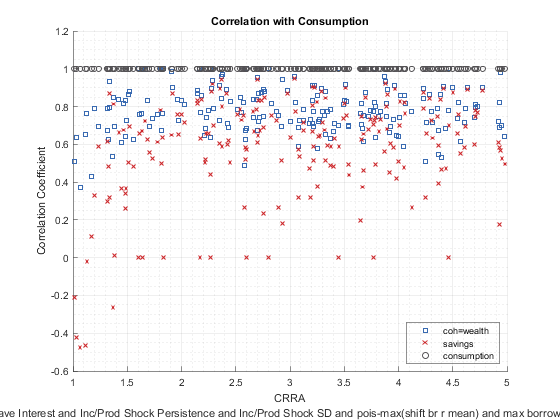 Correlation with Consumption
1.2
1
0.8
0.6
0.4
0.2
0
-0.2
-0.4
-0.6
Correlation Coefficient
1
1.5
2
2.5
3
3.5
4
4.5
5
CRRA
coh=wealth
savings
consumption
ave Interest and Inc/Prod Shock Persistence and Inc/Prod Shock SD and pois-max(shift br r mean) and max borrow